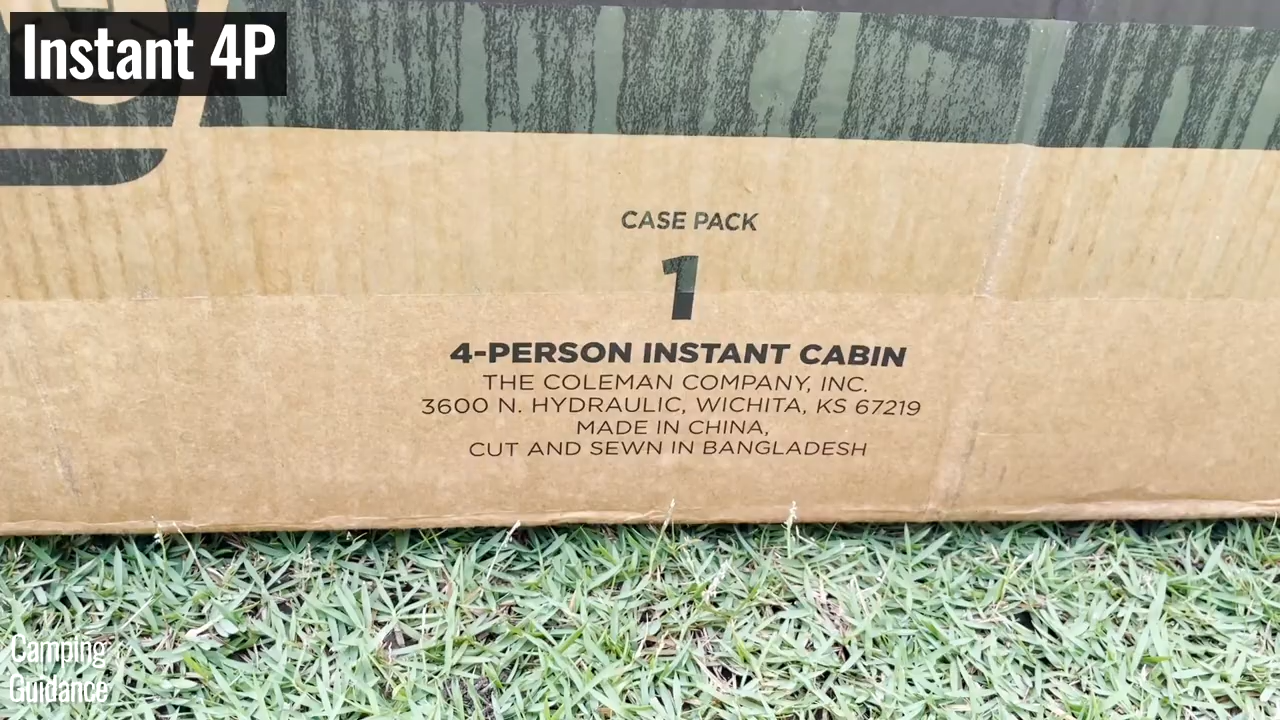 Instant 4P
CASE PACK
1
4-PERSON INSTANT CABIN
THE COLEMAN COMPANY, INC.
3600 N. HYDRAULIC, WICHITA, KS 67219
MADE IN CHINA,
CUT AND SEWN IN BANGLADESH
Camping
Guidance